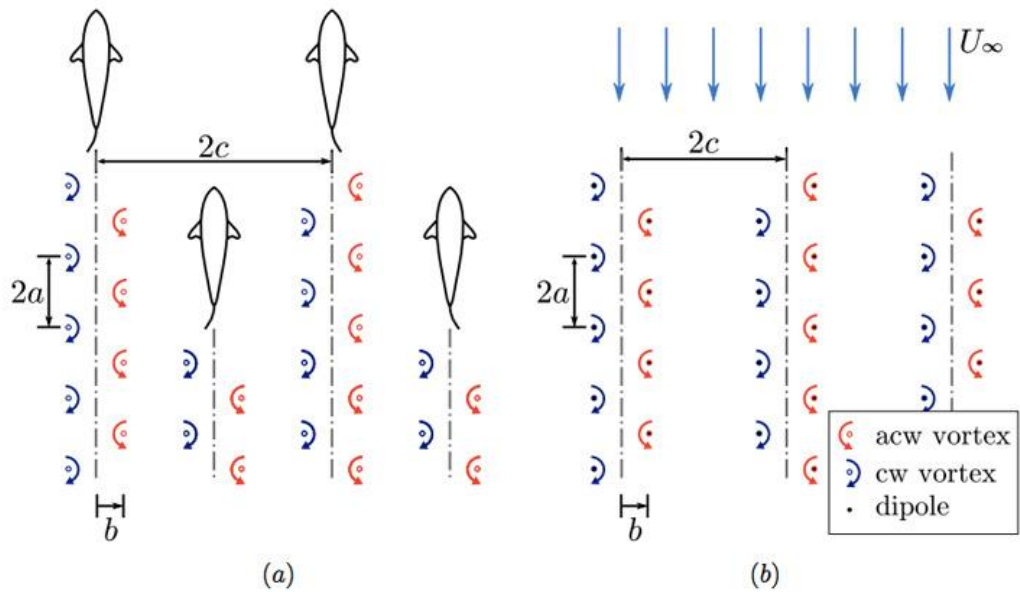 2c
2a
b
(a)
U∞
2c
2a
b
acw vortex
cw vortex
dipole
(b)